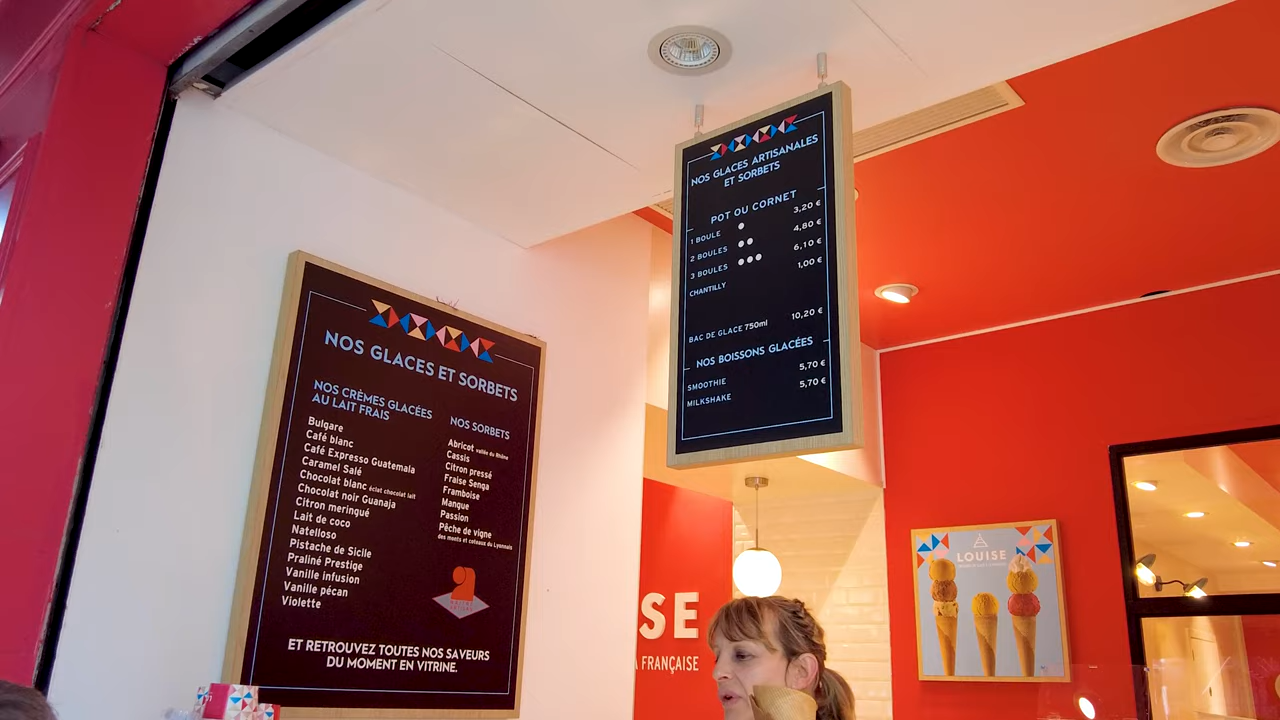 NOS GLACES ET SORBETS
NOS CRÈMES GLACÉES
AU LAIT FRAIS
Bulgare
Café blanc
Café Expresso Guatemala
Caramel Salé
Chocolat blanc éclat chocolat lait
Chocolat noir Guanaja
Citron meringué
Lait de coco
Natelloso
Pistache de Sicile
Praliné Prestige
Vanille infusion
Vanille pécan
Violette
NOS SORBETS
Abricot vallée du Rhône
Cassis
Citron pressé
Fraise Senga
Framboise
Mangue
Passion
Pêche de vigne
des monts et coteaux du Lyonnais
ET RETROUVEZ TOUTES NOS SAVEURS
DU MOMENT EN VITRINE.
NOS GLACES ARTISANALES
ET SORBETS
POT OU CORNET
1 BOULE 3,20 €
2 BOULES 4,80 €
3 BOULES 6,10 €
CHANTILLY 1,00 €
BAC DE GLACE 750ml 10,20 €
NOS BOISSONS GLACÉES
SMOOTHIE 5,70 €
MILKSHAKE 5,70 €
SE
À FRANÇAISE
LOUISE